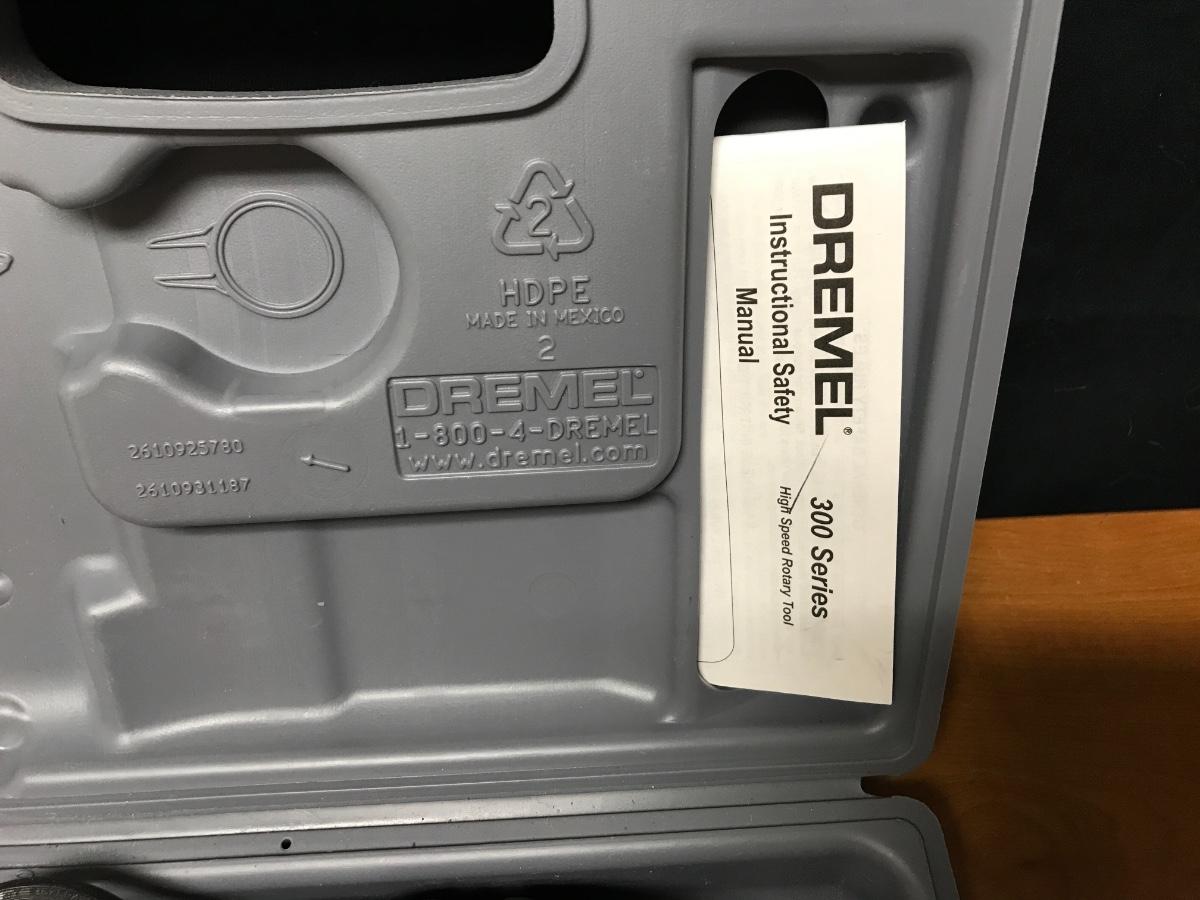 2
HDPE
MADE IN MEXICO
2
DREMEL®
1-800-4-DREMEL
www.dremel.com
2610925780
2610931187
DREMEL®
Instructional Safety
Manual
300 Series
High Speed Rotary Tool